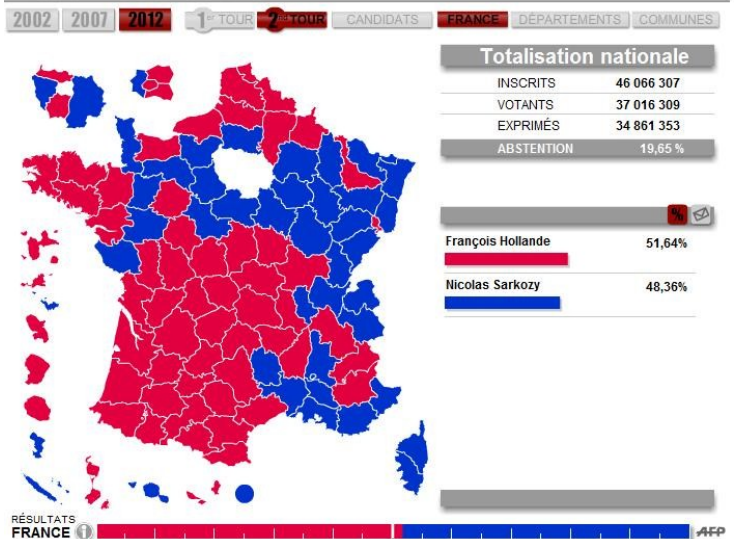 2002 2007 2012 1er TOUR 2nd TOUR CANDIDATS FRANCE DÉPARTEMENTS COMMUNES
Totalisation nationale
INSCRITS 46 066 307
VOTANTS 37 016 309
EXPRIMÉS 34 861 353
ABSTENTION 19,65 %
%
François Hollande 51,64%
Nicolas Sarkozy 48,36%
RÉSULTATS
FRANCE i AFP